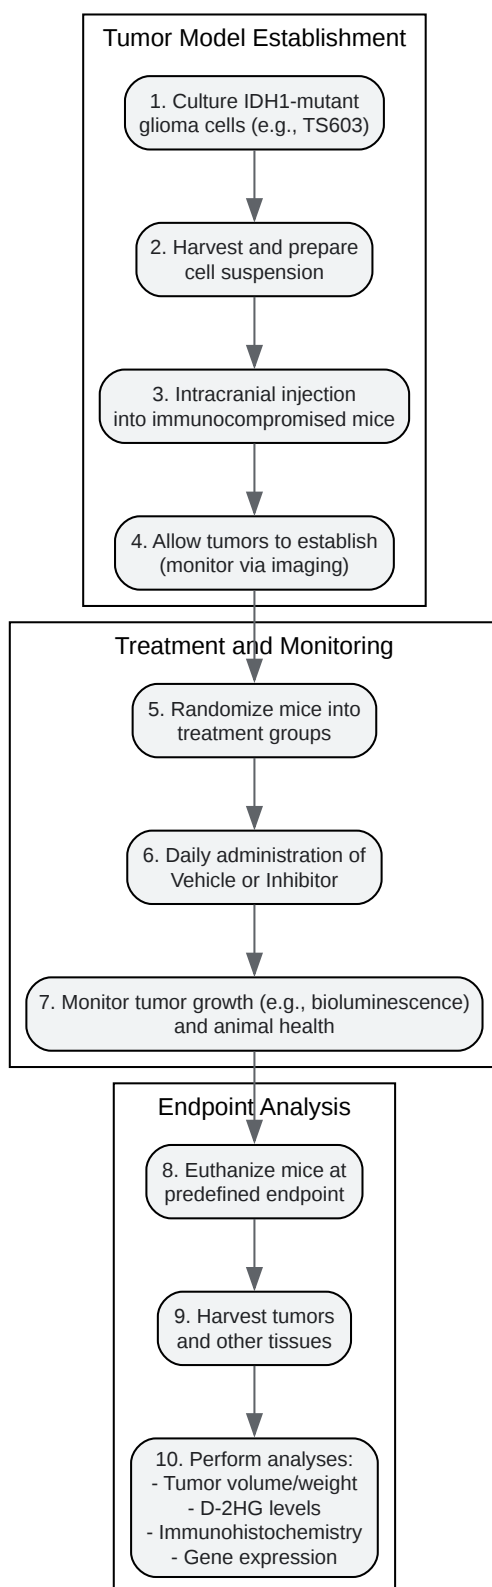 Tumor Model Establishment
1. Culture IDH1-mutant
glioma cells (e.g., TS603)
2. Harvest and prepare
cell suspension
3. Intracranial injection
into immunocompromised mice
4. Allow tumors to establish
(monitor via imaging)
Treatment and Monitoring
5. Randomize mice into
treatment groups
6. Daily administration of
Vehicle or Inhibitor
7. Monitor tumor growth (e.g., bioluminescence)
and animal health
Endpoint Analysis
8. Euthanize mice at
predefined endpoint
9. Harvest tumors
and other tissues
10. Perform analyses:
- Tumor volume/weight
- D-2HG levels
- Immunohistochemistry
- Gene expression